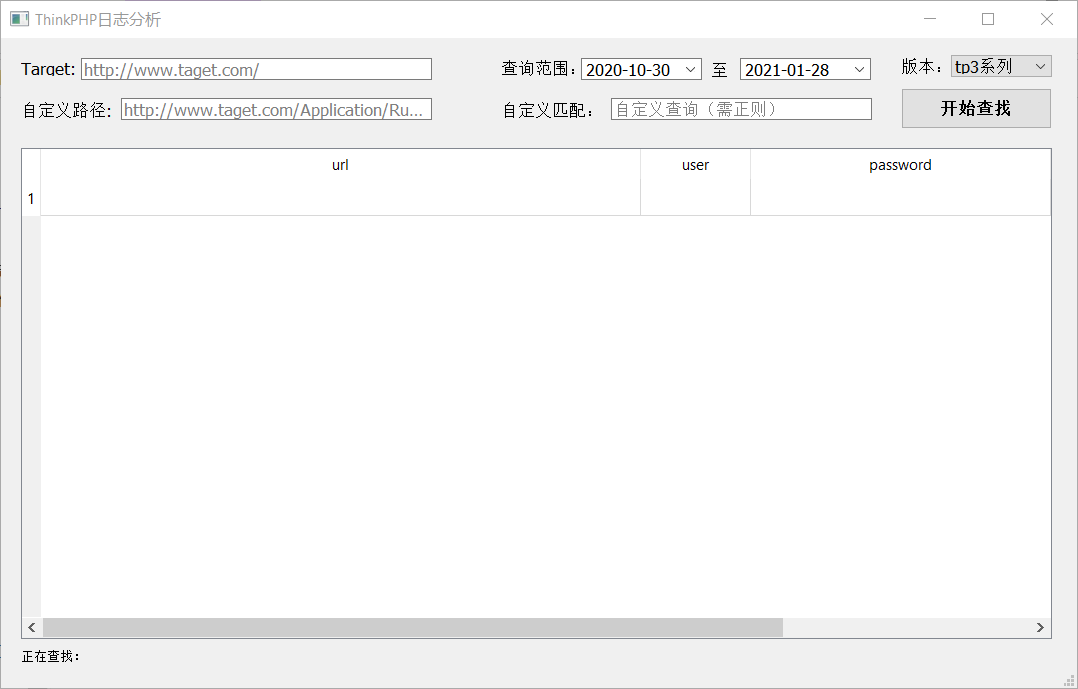 ThinkPHP日志分析
Target: http://www.taget.com/ 查询范围: 2020-10-30 至 2021-01-28 版本: tp3系列
自定义路径: http://www.taget.com/Application/Ru... 自定义匹配: 自定义查询（需正则） 开始查找
url user password
1
正在查找: